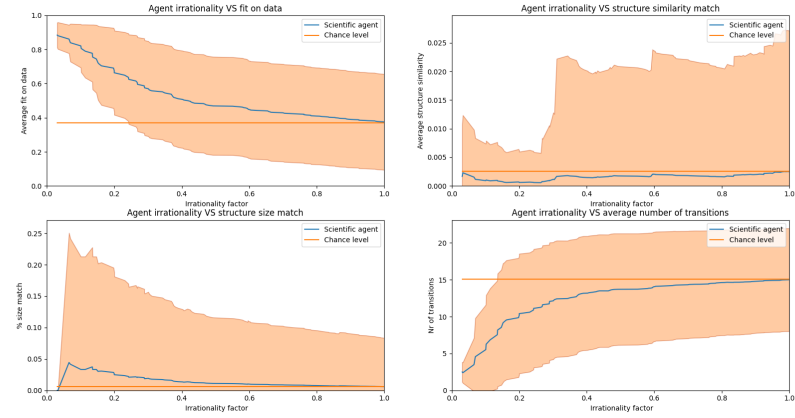 Agent irrationality VS fit on data
Average fit on data
1.0
0.8
0.6
0.4
0.2
0.0
0.0 0.2 0.4 0.6 0.8 1.0
Irrationality factor
Scientific agent
Chance level
Agent irrationality VS structure similarity match
Average structure similarity
0.025
0.020
0.015
0.010
0.005
0.000
0.0 0.2 0.4 0.6 0.8 1.0
Irrationality factor
Scientific agent
Chance level
Agent irrationality VS structure size match
% size match
0.25
0.20
0.15
0.10
0.05
0.00
0.0 0.2 0.4 0.6 0.8 1.0
Irrationality factor
Scientific agent
Chance level
Agent irrationality VS average number of transitions
Nr of transitions
20
15
10
5
0
0.0 0.2 0.4 0.6 0.8 1.0
Irrationality factor
Scientific agent
Chance level